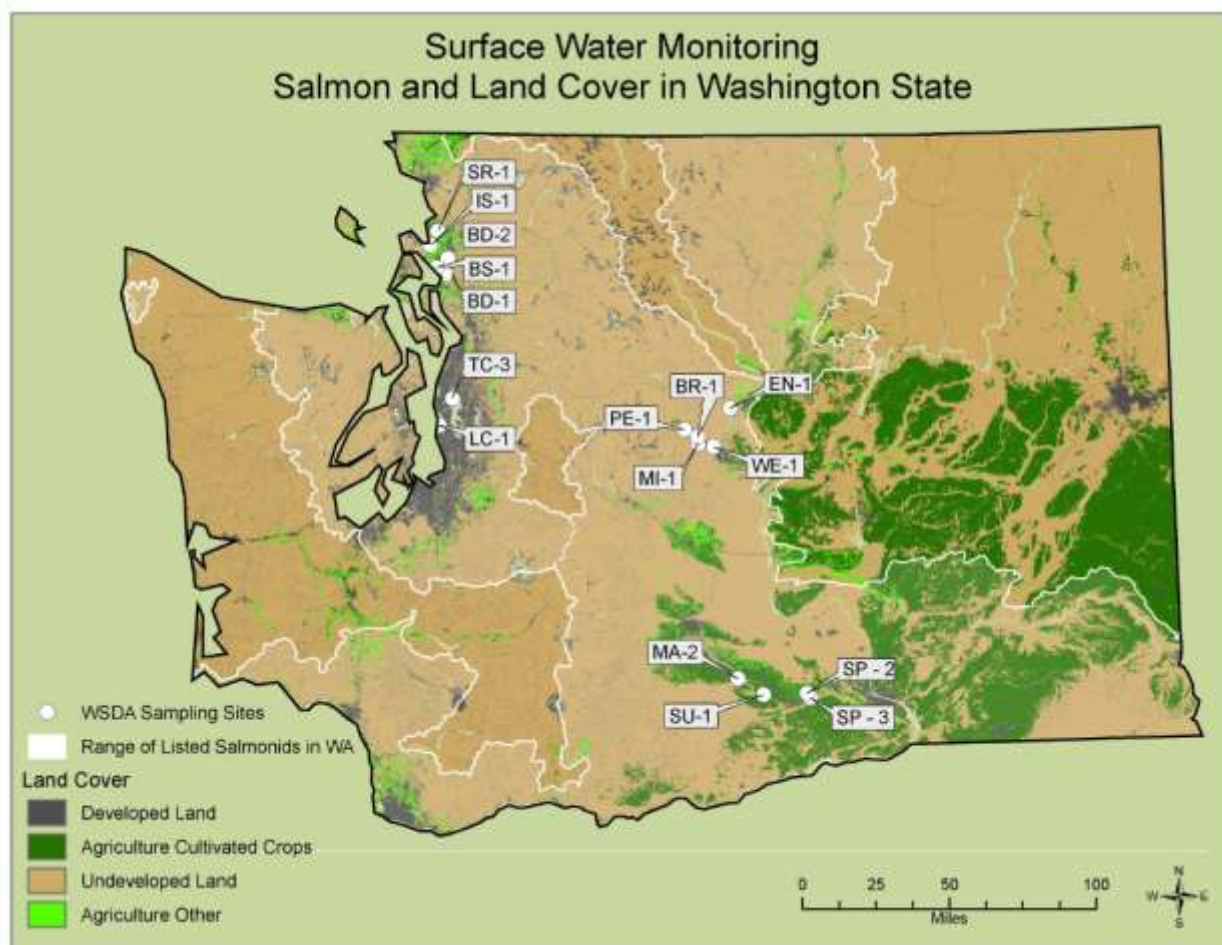 Surface Water Monitoring
Salmon and Land Cover in Washington State
SR-1
IS-1
BD-2
BS-1
BD-1
TC-3
LC-1
BR-1
EN-1
PE-1
MI-1
WE-1
MA-2
SU-1
SP - 2
SP - 3
WSDA Sampling Sites
Range of Listed Salmonids in WA
Land Cover
Developed Land
Agriculture Cultivated Crops
Undeveloped Land
Agriculture Other
0 25 50 100
Miles
N
W E
S